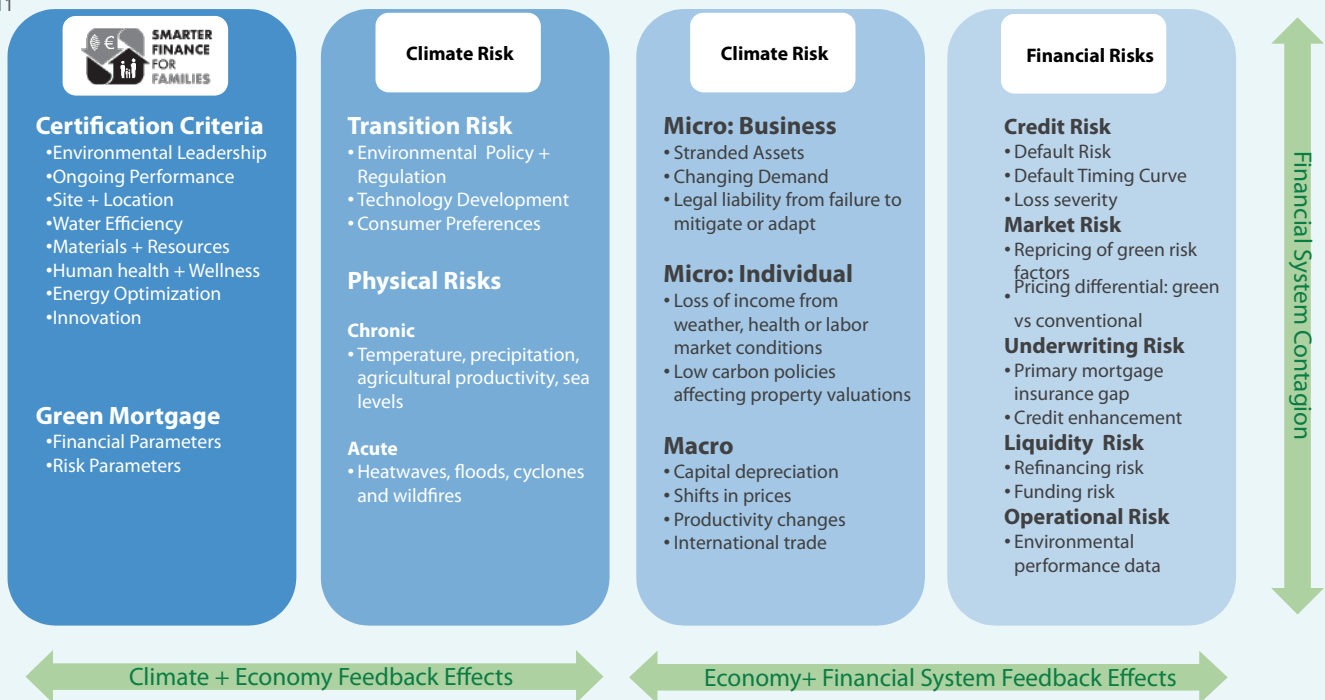 11
SMARTER
FINANCE
FOR
FAMILIES
Certification Criteria
•Environmental Leadership
•Ongoing Performance
•Site + Location
•Water Efficiency
•Materials + Resources
•Human health + Wellness
•Energy Optimization
•Innovation
Green Mortgage
•Financial Parameters
•Risk Parameters
Climate Risk
Transition Risk
• Environmental Policy +
Regulation
• Technology Development
• Consumer Preferences
Physical Risks
Chronic
• Temperature, precipitation,
agricultural productivity, sea
levels
Acute
• Heatwaves, floods, cyclones
and wildfires
Climate Risk
Micro: Business
• Stranded Assets
• Changing Demand
• Legal liability from failure to
mitigate or adapt
Micro: Individual
• Loss of income from
weather, health or labor
market conditions
• Low carbon policies
affecting property valuations
Macro
• Capital depreciation
• Shifts in prices
• Productivity changes
• International trade
Financial Risks
Credit Risk
• Default Risk
• Default Timing Curve
• Loss severity
Market Risk
• Repricing of green risk
factors
• Pricing differential: green
vs conventional
Underwriting Risk
• Primary mortgage
insurance gap
• Credit enhancement
Liquidity Risk
• Refinancing risk
• Funding risk
Operational Risk
• Environmental
performance data
Financial System Contagion
Climate + Economy Feedback Effects
Economy+ Financial System Feedback Effects